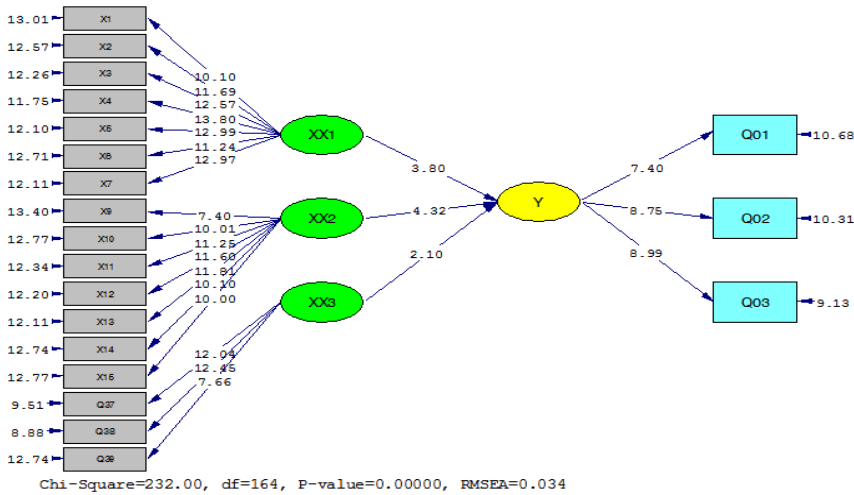 13.01 X1
12.57 X2
12.26 X3
11.75 X4
12.10 X5
12.71 X6
12.11 X7
13.40 X9
12.77 X10
12.34 X11
12.20 X12
12.11 X13
12.74 X14
12.77 X15
9.51 Q37
8.88 Q38
12.74 Q39
10.10
11.69
12.57
13.80
12.99
11.24
12.97
7.40
10.01
11.25
11.60
11.81
10.10
10.00
12.04
12.45
7.66
XX1
XX2
XX3
3.80
4.32
2.10
Y
7.40
8.75
8.99
QO1 10.68
QO2 10.31
QO3 9.13
Chi-Square=232.00, df=164, P-value=0.00000, RMSEA=0.034